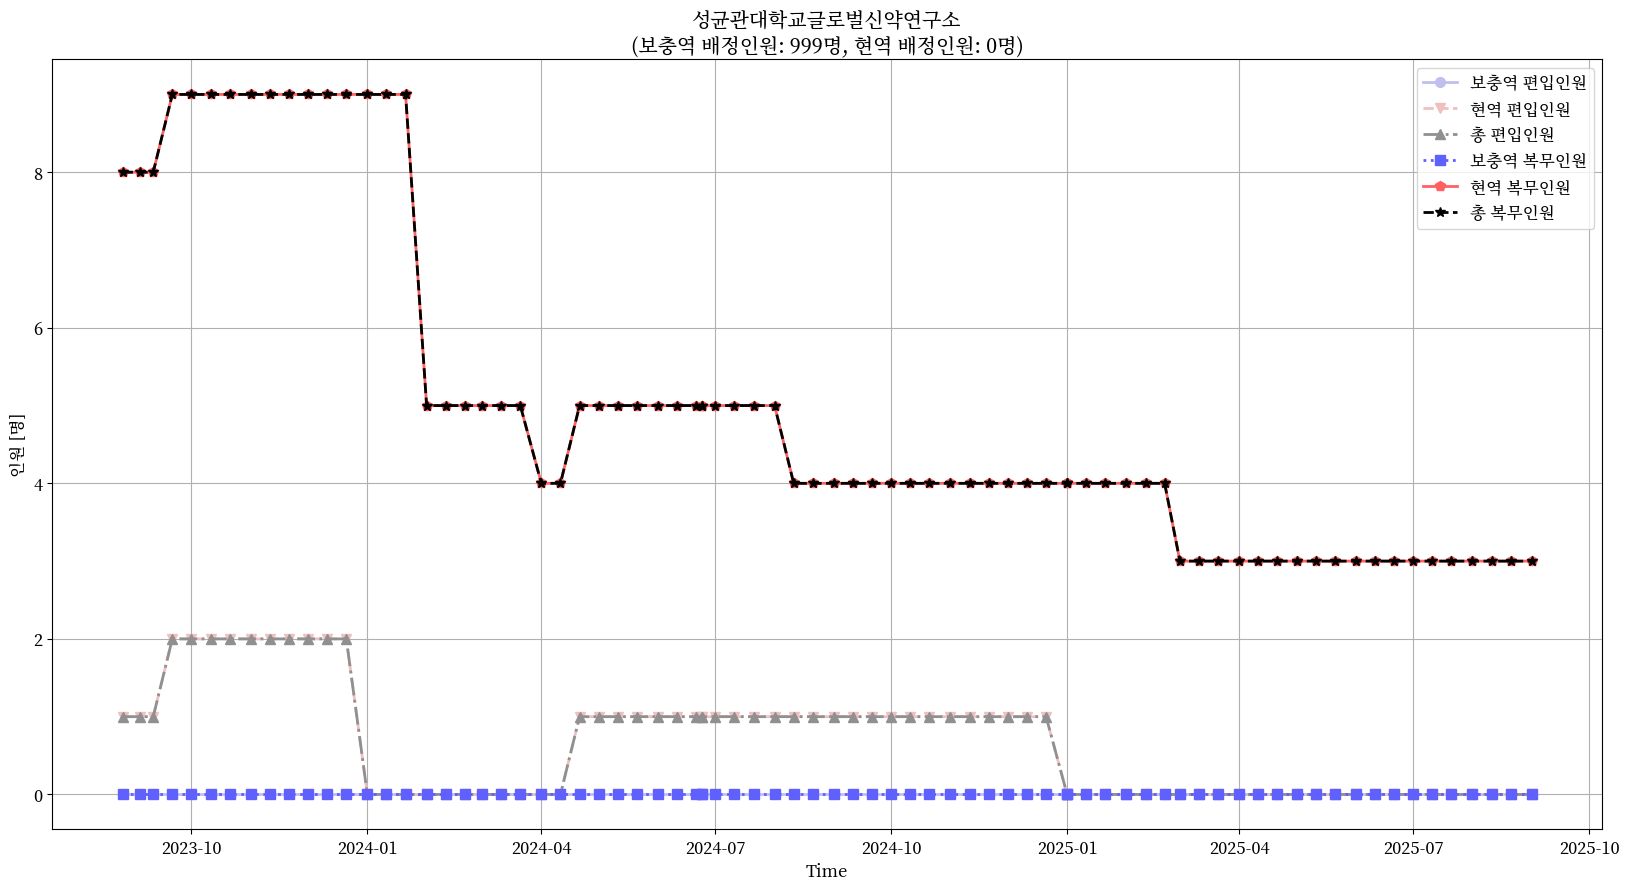 성균관대학교글로벌신약연구소
(보충역 배정인원: 999명, 현역 배정인원: 0명)
보충역 편입인원
현역 편입인원
총 편입인원
보충역 복무인원
현역 복무인원
총 복무인원
인원 [명]
8
6
4
2
0
2023-10
2024-01
2024-04
2024-07
2024-10
2025-01
2025-04
2025-07
2025-10
Time